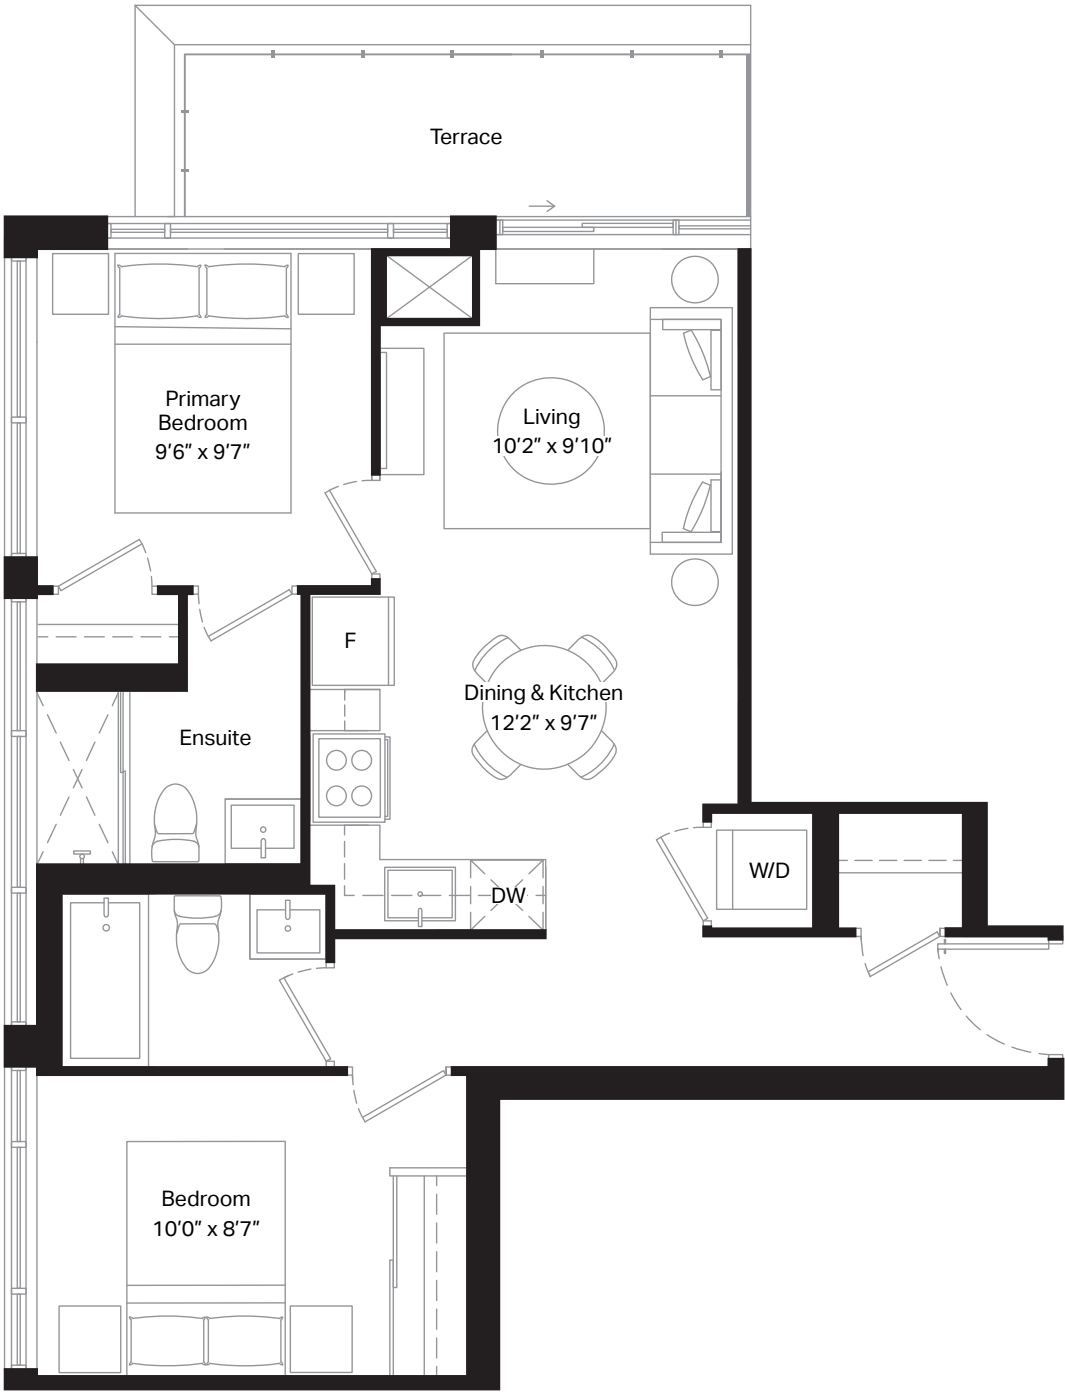 Terrace
Primary
Bedroom
9'6" x 9'7"
Living
10'2" x 9'10"
F
Dining & Kitchen
12'2" x 9'7"
Ensuite
W/D
DW
Bedroom
10'0" x 8'7"